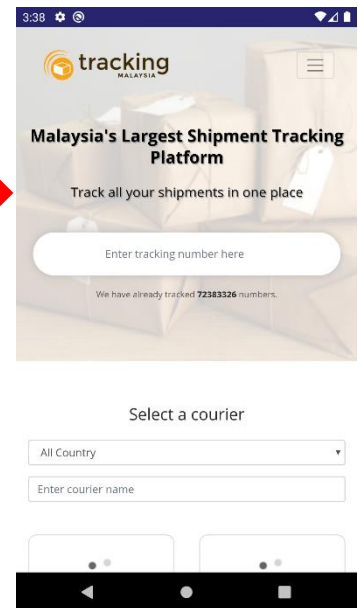 3:38
tracking
MALAYSIA
Malaysia's Largest Shipment Tracking
Platform
Track all your shipments in one place
Enter tracking number here
We have already tracked 72383326 numbers.
Select a courier
All Country
Enter courier name